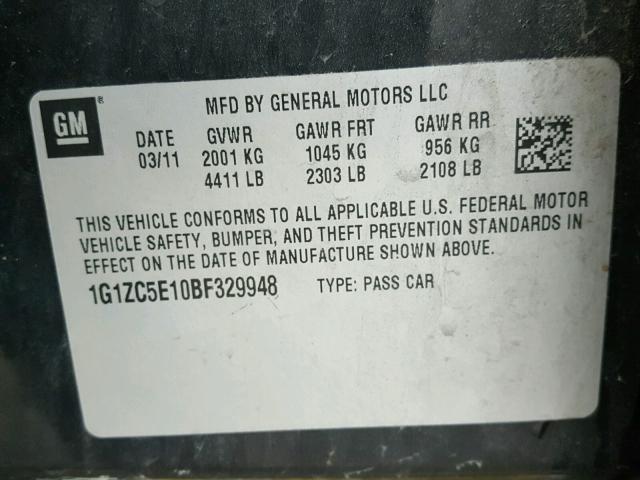 GM ®
MFD BY GENERAL MOTORS LLC
DATE GVWR GAWR FRT GAWR RR
03/11 2001 KG 1045 KG 956 KG
4411 LB 2303 LB 2108 LB
THIS VEHICLE CONFORMS TO ALL APPLICABLE U.S. FEDERAL MOTOR
VEHICLE SAFETY, BUMPER, AND THEFT PREVENTION STANDARDS IN
EFFECT ON THE DATE OF MANUFACTURE SHOWN ABOVE.
1G1ZC5E10BF329948 TYPE: PASS CAR